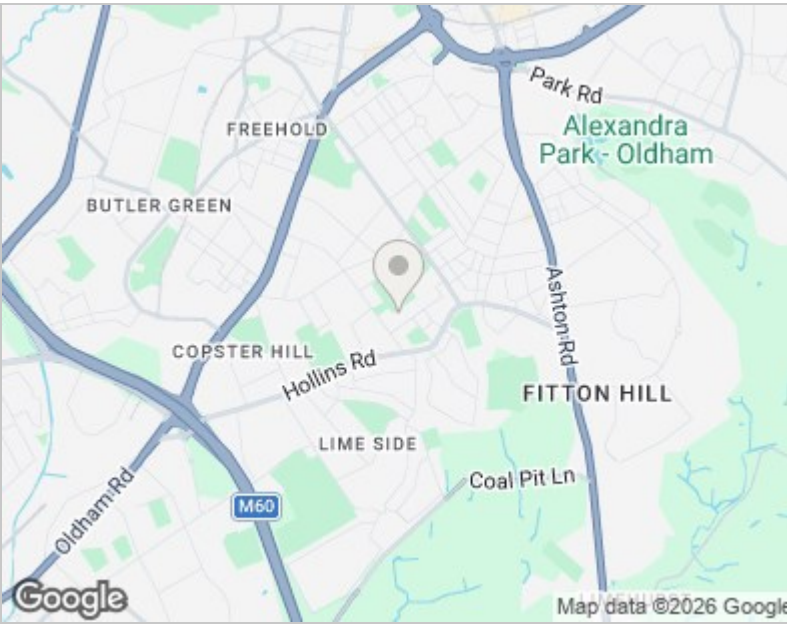 Park Rd
Alexandra
Park - Oldham
FREEHOLD
BUTLER GREEN
Ashton Rd
COPSTER HILL
Hollins Rd
FITTON HILL
LIME SIDE
Coal Pit Ln
Oldham Rd
M60
LIMEHURST
Google
Map data ©2026 Google